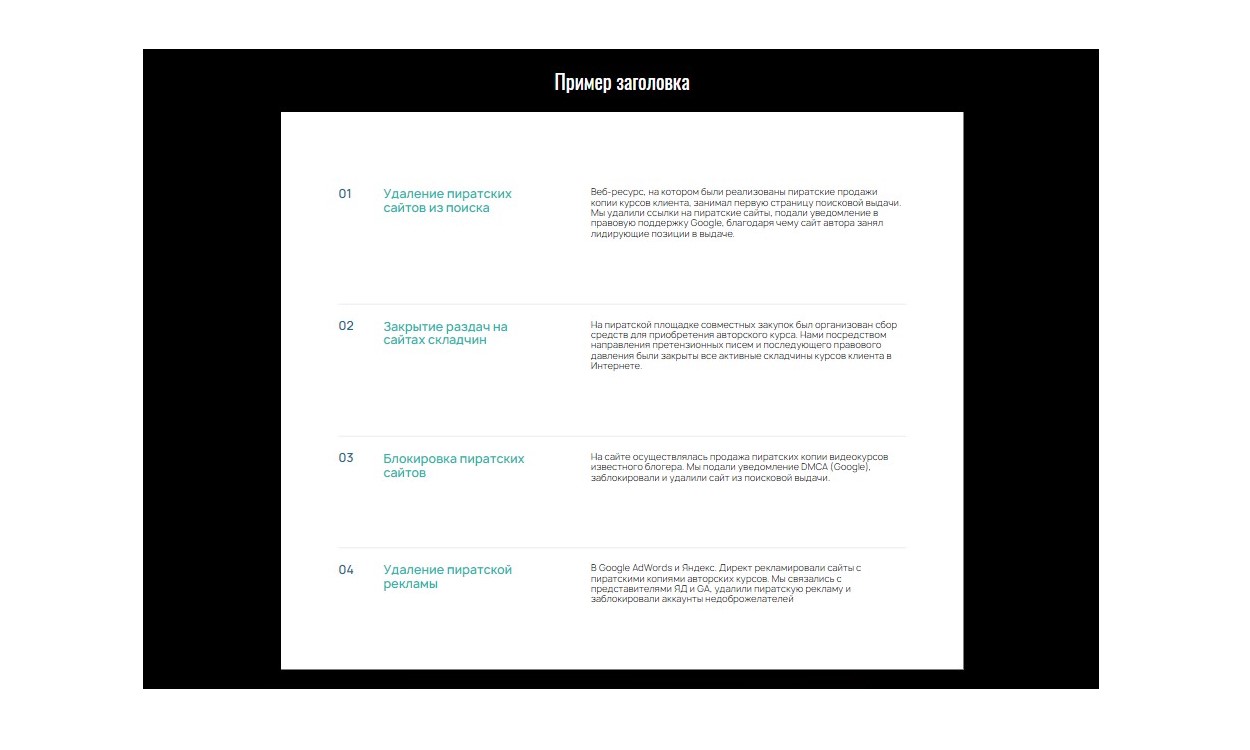 Пример заголовка
01
Удаление пиратских
сайтов из поиска
Веб-ресурс, на котором были реализованы пиратские продажи
копии курсов клиента, занимал первую страницу поисковой выдачи.
Мы удалили ссылки на пиратские сайты, подали уведомление в
правовую поддержку Google, благодаря чему сайт автора занял
лидирующие позиции в выдаче.
02
Закрытие раздач на
сайтах складчин
На пиратской площадке совместных закупок был организован сбор
средств для приобретения авторского курса. Нами посредством
направления претензионных писем и последующего правового
давления были закрыты все активные складчины курсов клиента в
Интернете.
03
Блокировка пиратских
сайтов
На сайте осуществлялась продажа пиратских копии видеокурсов
известного блогера. Мы подали уведомление DMCA (Google),
заблокировали и удалили сайт из поисковой выдачи.
04
Удаление пиратской
рекламы
В Google AdWords и Яндекс. Директ рекламировали сайты с
пиратскими копиями авторских курсов. Мы связались с
представителями ЯД и GA, удалили пиратскую рекламу и
заблокировали аккаунты недоброжелателей